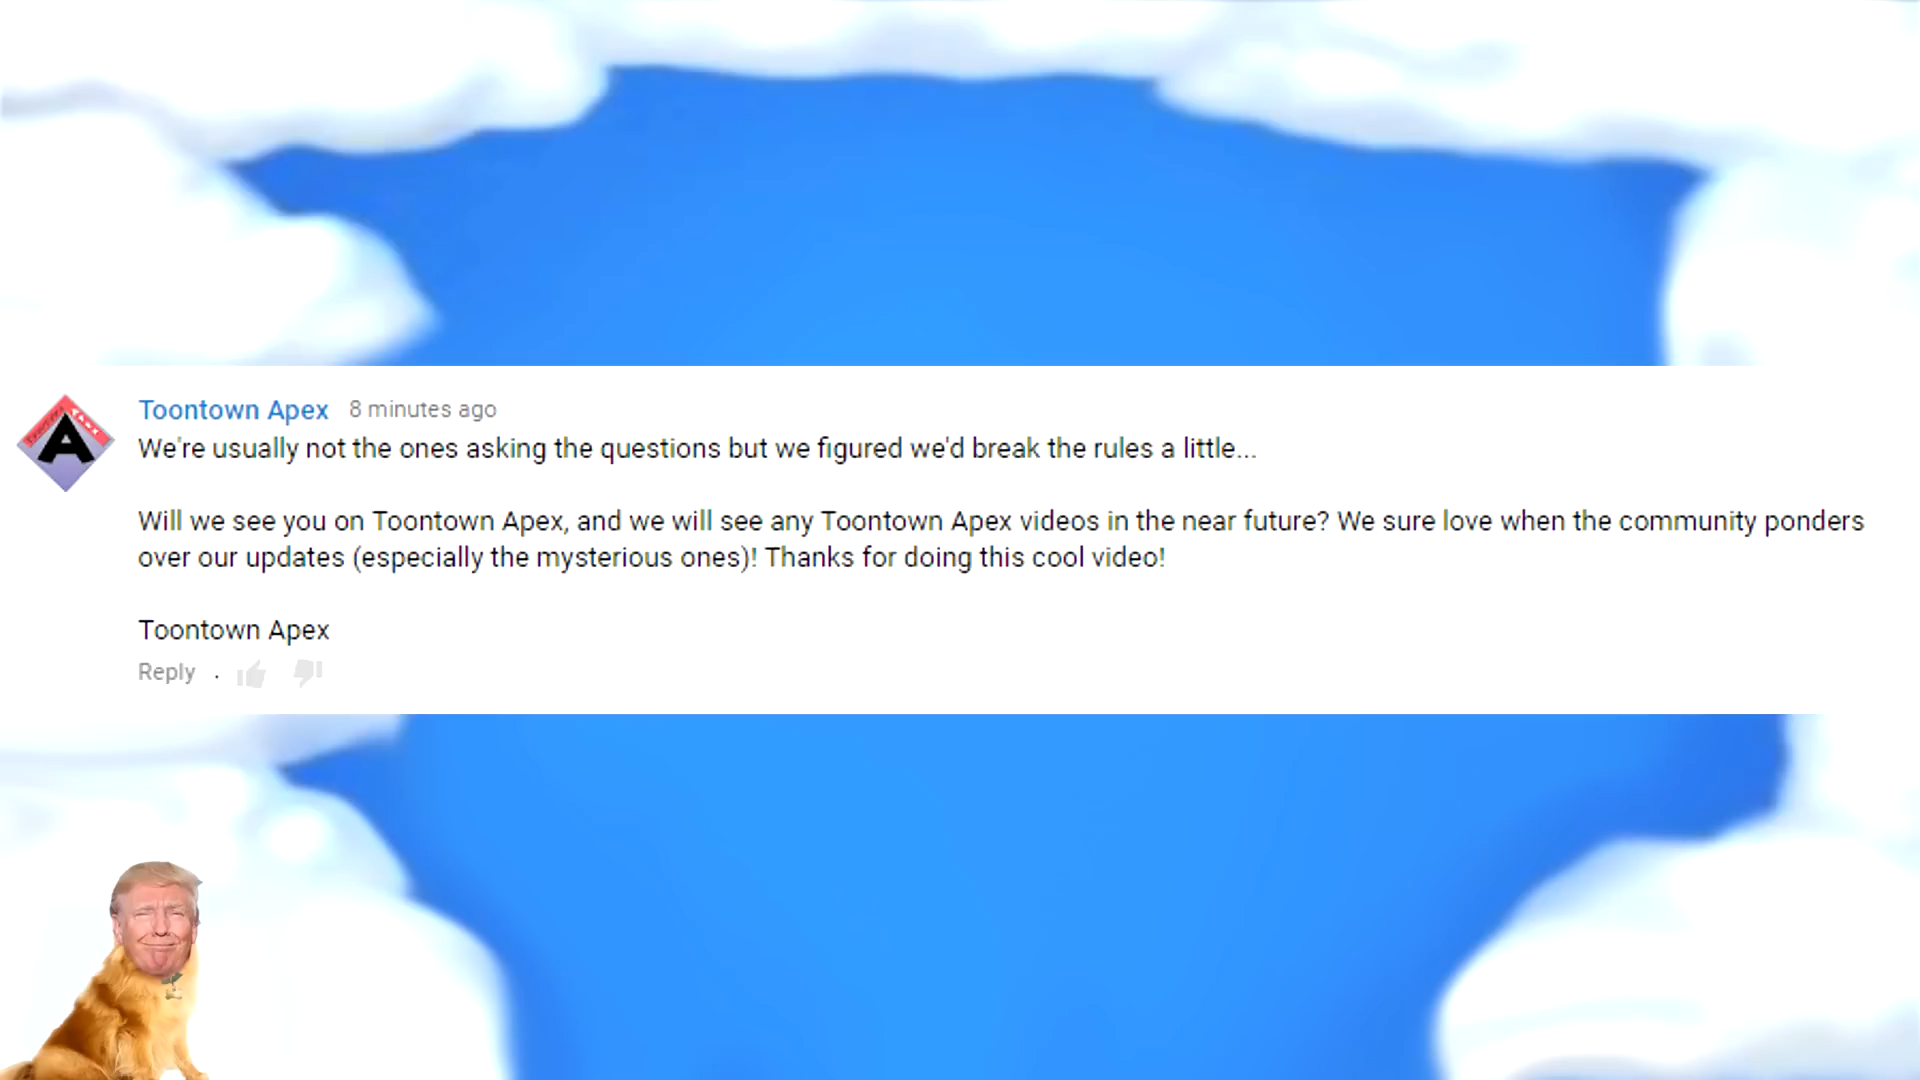 Toontown Apex 8 minutes ago
We're usually not the ones asking the questions but we figured we'd break the rules a little...
Will we see you on Toontown Apex, and we will see any Toontown Apex videos in the near future? We sure love when the community ponders
over our updates (especially the mysterious ones)! Thanks for doing this cool video!
Toontown Apex
Reply .